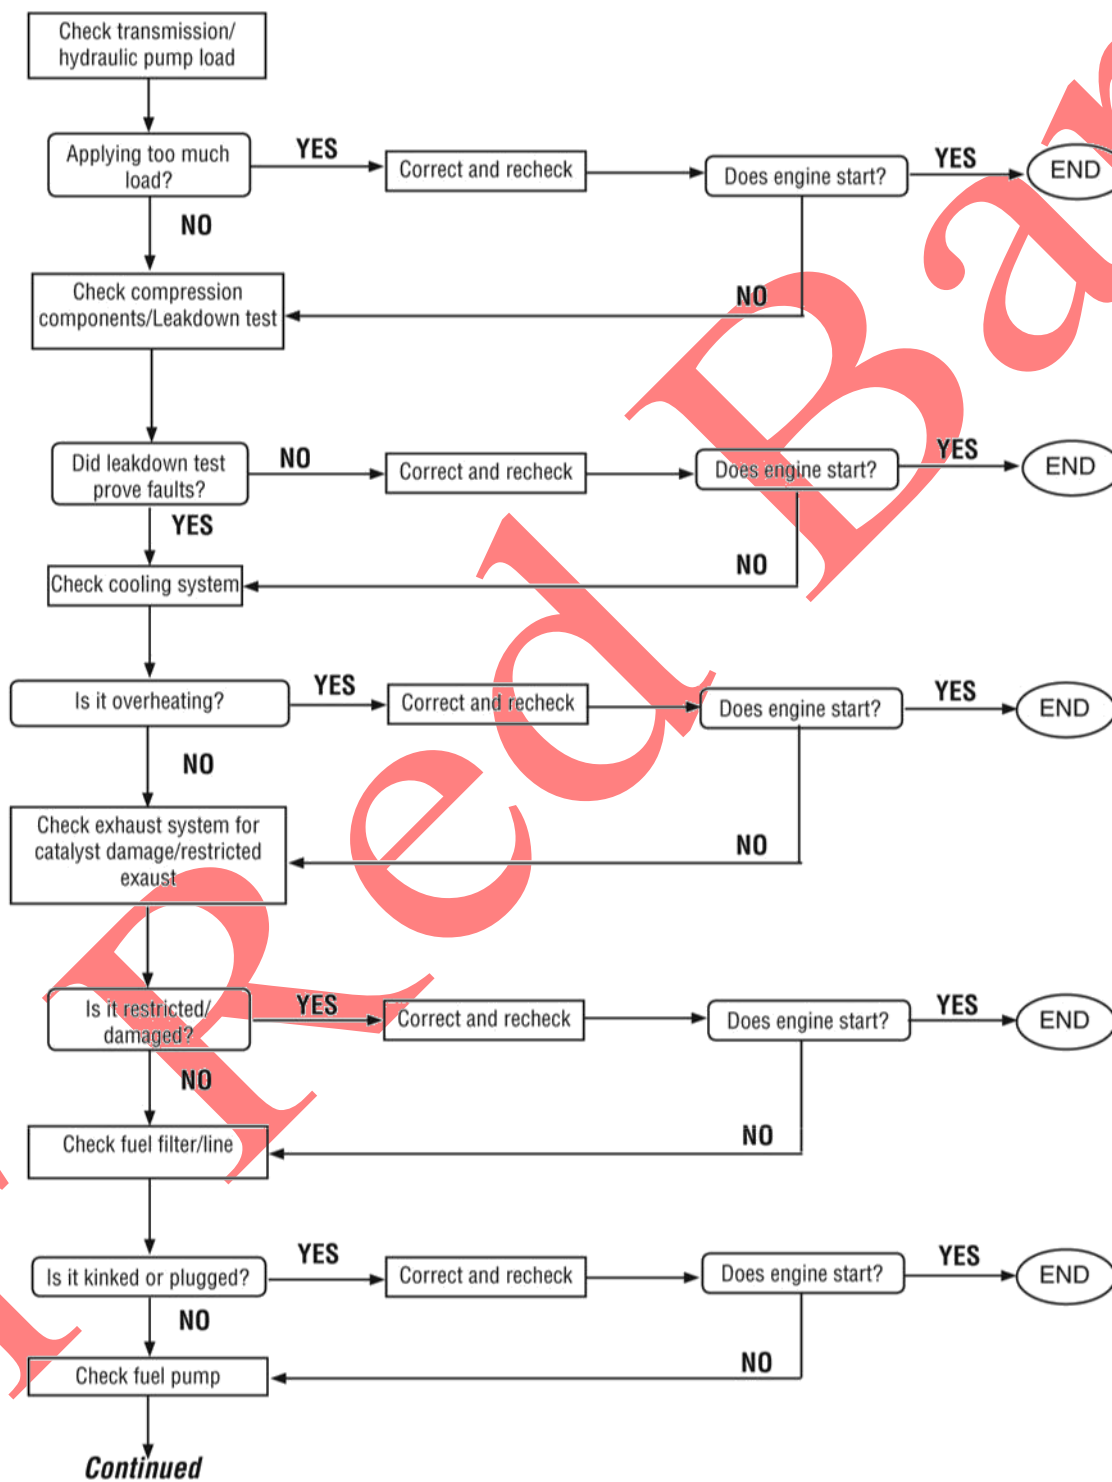 Check transmission/
hydraulic pump load
Applying too much
load?
YES
Correct and recheck
Does engine start?
YES
END
NO
NO
Check compression
components/Leakdown test
Did leakdown test
prove faults?
NO
Correct and recheck
Does engine start?
YES
END
YES
NO
Check cooling system
Is it overheating?
YES
Correct and recheck
Does engine start?
YES
END
NO
NO
Check exhaust system for
catalyst damage/restricted
exaust
Is it restricted/
damaged?
YES
Correct and recheck
Does engine start?
YES
END
NO
NO
Check fuel filter/line
Is it kinked or plugged?
YES
Correct and recheck
Does engine start?
YES
END
NO
NO
Check fuel pump
Continued
Red